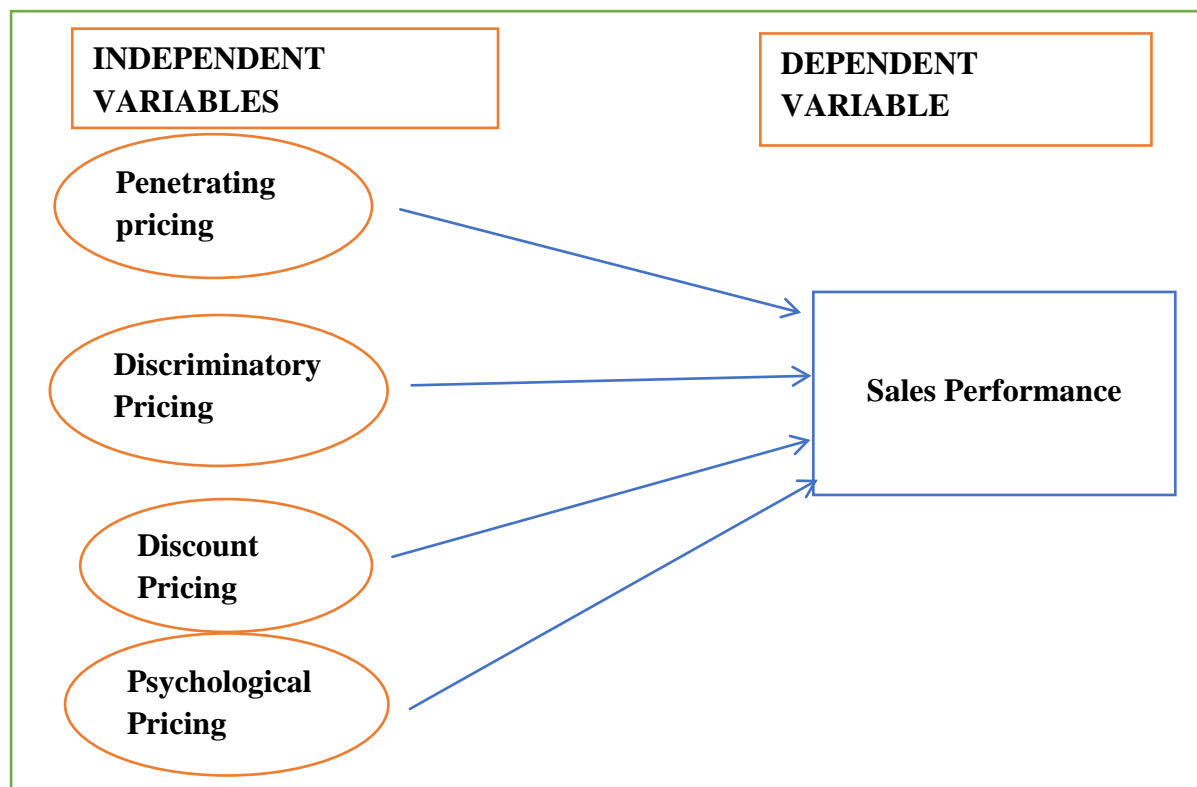 INDEPENDENT
VARIABLES
DEPENDENT
VARIABLE
Penetrating
pricing
Discriminatory
Pricing
Sales Performance
Discount
Pricing
Psychological
Pricing